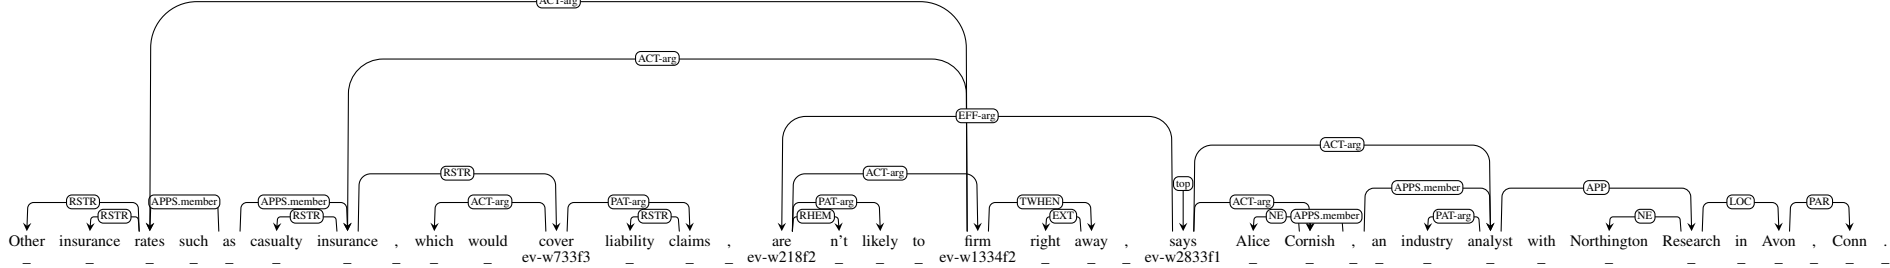 ACT-arg
ACT-arg
EFF-arg
ACT-arg
RSTR ACT-arg top
APPS.member APP
RSTR APPS.member APPS.member ACT-arg PAT-arg PAT-arg TWHEN ACT-arg LOC PAR
RSTR RSTR RSTR RHEM EXT NE APPS.member PAT-arg NE
Other insurance rates such as casualty insurance , which would cover liability claims , are n't likely to firm right away , says Alice Cornish , an industry analyst with Northington Research in Avon , Conn .
_ _ _ _ _ _ _ _ _ _ ev-w733f3 _ _ _ ev-w218f2 _ _ _ ev-w1334f2 _ _ _ ev-w2833f1 _ _ _ _ _ _ _ _ _ _ _ _ _ _